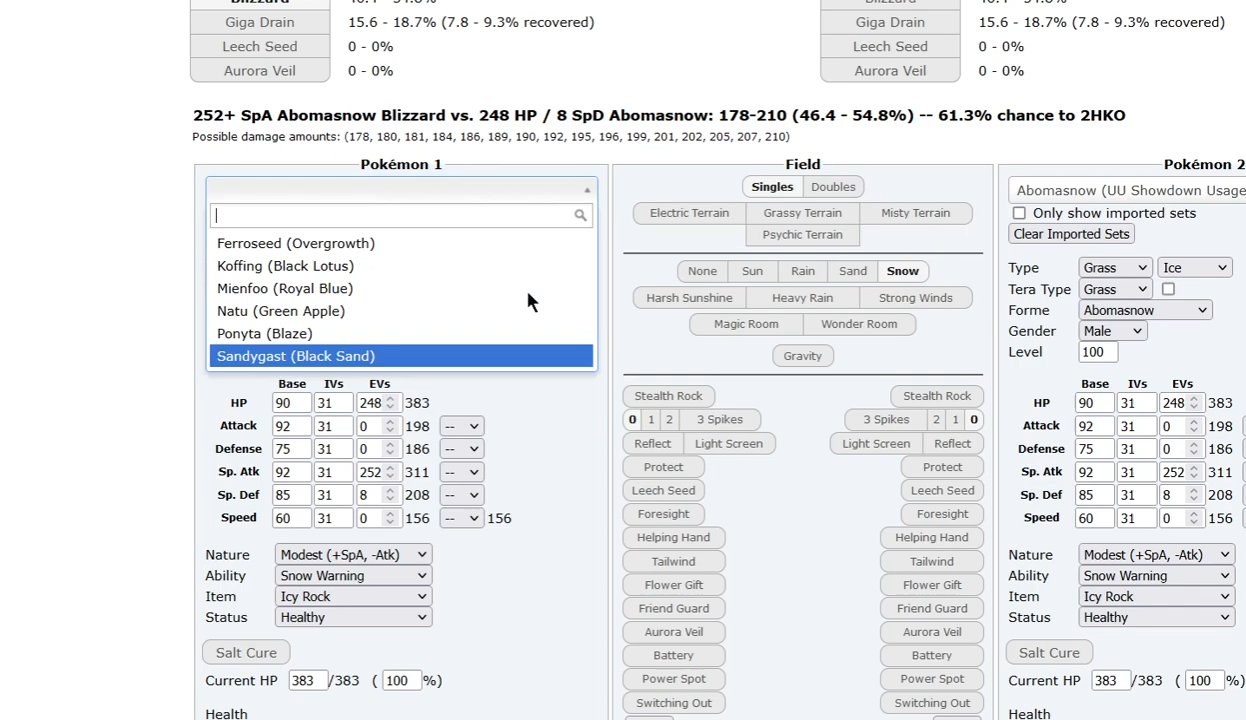 Blizzard 46.4 - 54.8% Blizzard 46.4 - 54.8%
Giga Drain 15.6 - 18.7% (7.8 - 9.3% recovered) Giga Drain 15.6 - 18.7% (7.8 - 9.3% recovered)
Leech Seed 0 - 0% Leech Seed 0 - 0%
Aurora Veil 0 - 0% Aurora Veil 0 - 0%
252+ SpA Abomasnow Blizzard vs. 248 HP / 8 SpD Abomasnow: 178-210 (46.4 - 54.8%) -- 61.3% chance to 2HKO
Possible damage amounts: (178, 180, 181, 184, 186, 189, 190, 192, 195, 196, 199, 201, 202, 205, 207, 210)
Pokémon 1
Ferroseed (Overgrowth)
Koffing (Black Lotus)
Mienfoo (Royal Blue)
Natu (Green Apple)
Ponyta (Blaze)
Sandygast (Black Sand)
Base IVs EVs
HP 90 31 248 383
Attack 92 31 0 198 --
Defense 75 31 0 186 --
Sp. Atk 92 31 252 311 --
Sp. Def 85 31 8 208 --
Speed 60 31 0 156 -- 156
Nature Modest (+SpA, -Atk)
Ability Snow Warning
Item Icy Rock
Status Healthy
Salt Cure
Current HP 383 /383 ( 100 %)
Health
Field
Singles Doubles
Electric Terrain Grassy Terrain Misty Terrain
Psychic Terrain
None Sun Rain Sand Snow
Harsh Sunshine Heavy Rain Strong Winds
Magic Room Wonder Room
Gravity
Stealth Rock Stealth Rock
0 1 2 3 Spikes 3 Spikes 2 1 0
Reflect Light Screen Light Screen Reflect
Protect Protect
Leech Seed Leech Seed
Foresight Foresight
Helping Hand Helping Hand
Tailwind Tailwind
Flower Gift Flower Gift
Friend Guard Friend Guard
Aurora Veil Aurora Veil
Battery Battery
Power Spot Power Spot
Switching Out Switching Out
Pokémon 2
Abomasnow (UU Showdown Usage
Only show imported sets
Clear Imported Sets
Type Grass Ice
Tera Type Grass
Forme Abomasnow
Gender Male
Level 100
Base IVs EVs
HP 90 31 248 383
Attack 92 31 0 198
Defense 75 31 0 186
Sp. Atk 92 31 252 311
Sp. Def 85 31 8 208
Speed 60 31 0 156
Nature Modest (+SpA, -Atk)
Ability Snow Warning
Item Icy Rock
Status Healthy
Salt Cure
Current HP 383 /383 ( 100 %)
Health